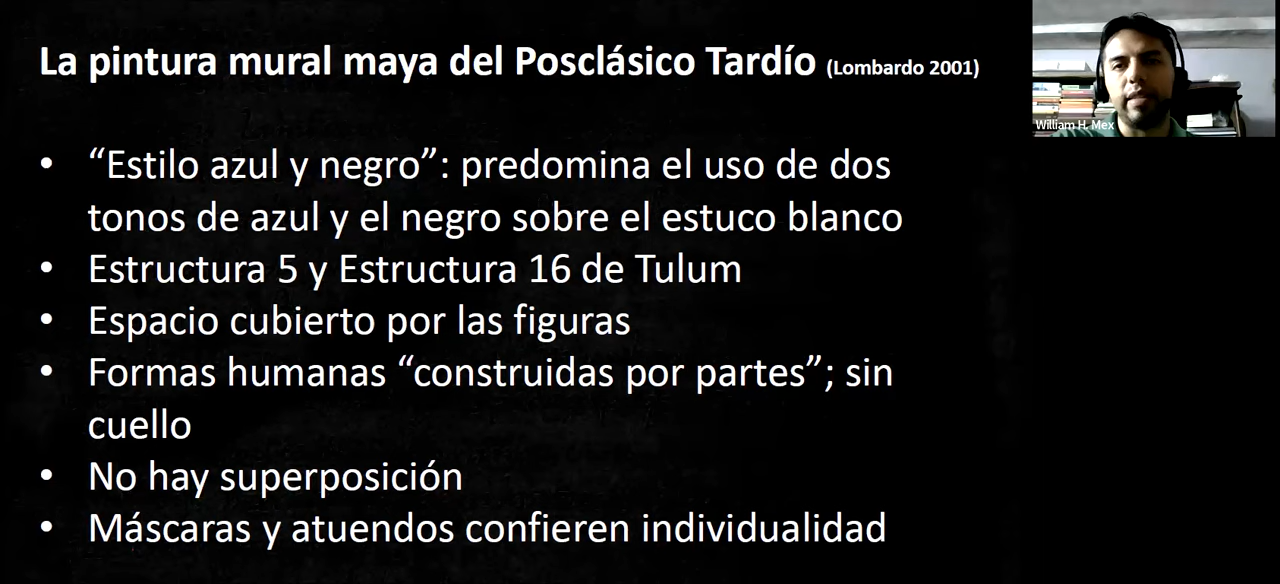 La pintura mural maya del Posclásico Tardío (Lombardo 2001)
William H. Mex
• “Estilo azul y negro”: predomina el uso de dos
tonos de azul y el negro sobre el estuco blanco
• Estructura 5 y Estructura 16 de Tulum
• Espacio cubierto por las figuras
• Formas humanas “construidas por partes”; sin
cuello
• No hay superposición
• Máscaras y atuendos confieren individualidad